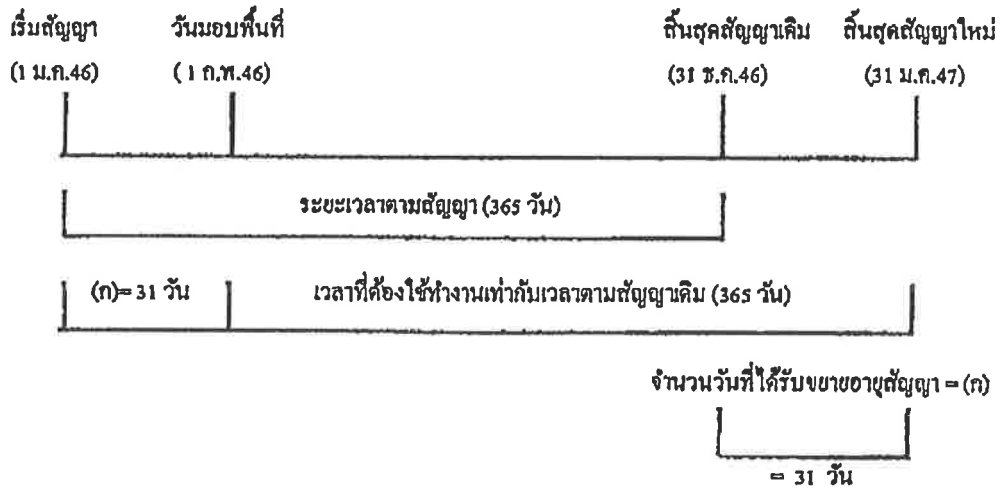 เริ่มสัญญา วันมอบพื้นที่ สิ้นสุดสัญญาเดิม สิ้นสุดสัญญาใหม่
(1 ม.ค.46) ( 1 ก.พ.46) (31 ธ.ค.46) (31 ม.ค.47)
ระยะเวลาตามสัญญา (365 วัน)
(ก)= 31 วัน เวลาที่ต้องใช้ทำงานเท่ากับเวลาตามสัญญาเดิม (365 วัน)
จำนวนวันที่ได้รับขยายอายุสัญญา = (ก)
= 31 วัน